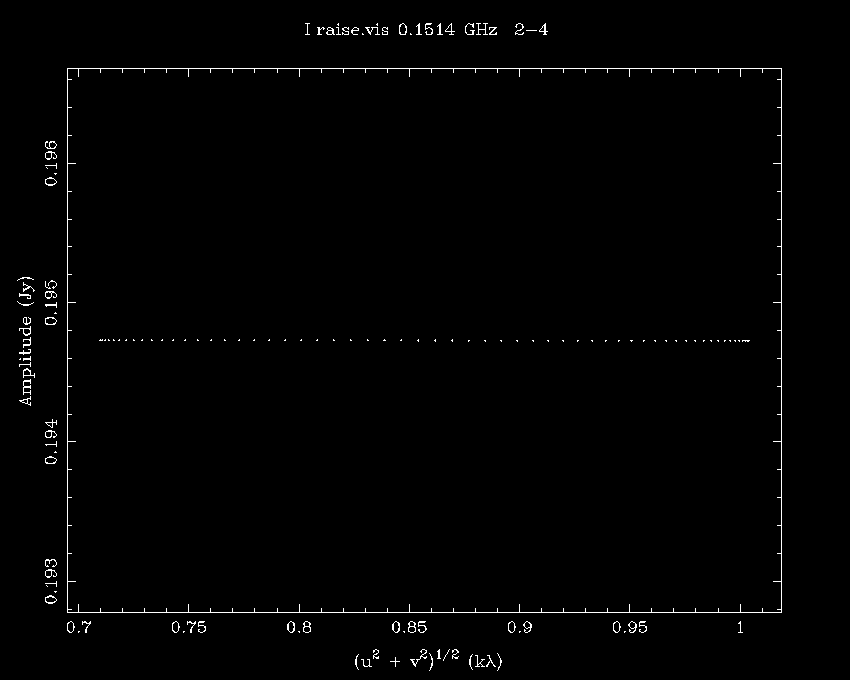 I raise.vis 0.1514 GHz 2−4
0.196
0.195
0.194
0.193
Amplitude (Jy)
0.7 0.75 0.8 0.85 0.9 0.95 1
(u² + v²)¹/² (kλ)